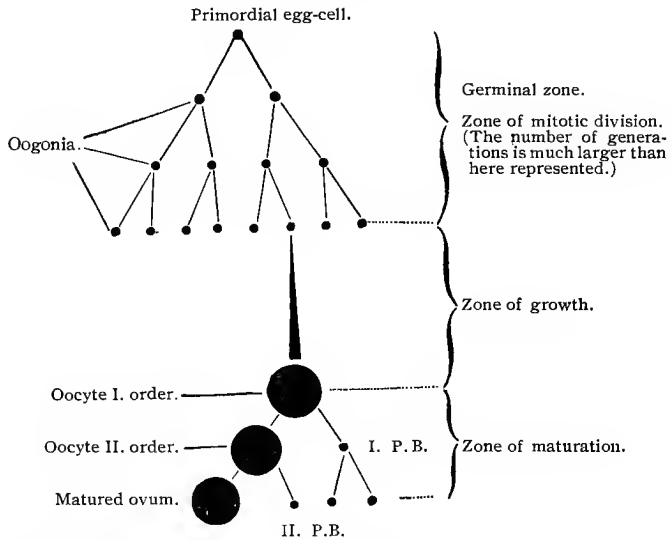 Primordial egg-cell.
Germinal zone.
Zone of mitotic division.
(The number of genera-
tions is much larger than
here represented.)
Oogonia.
Zone of growth.
Oocyte I. order.
Oocyte II. order.
I. P.B.
Zone of maturation.
Matured ovum.
II. P.B.